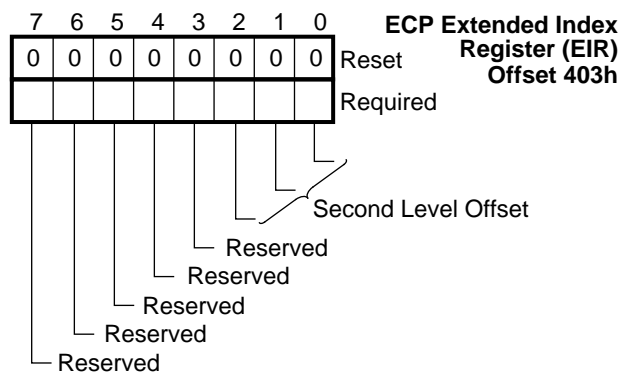 7 6 5 4 3 2 1 0
ECP Extended Index
Register (EIR)
Offset 403h
0 0 0 0 0 0 0 0 Reset
Required
Second Level Offset
Reserved
Reserved
Reserved
Reserved
Reserved